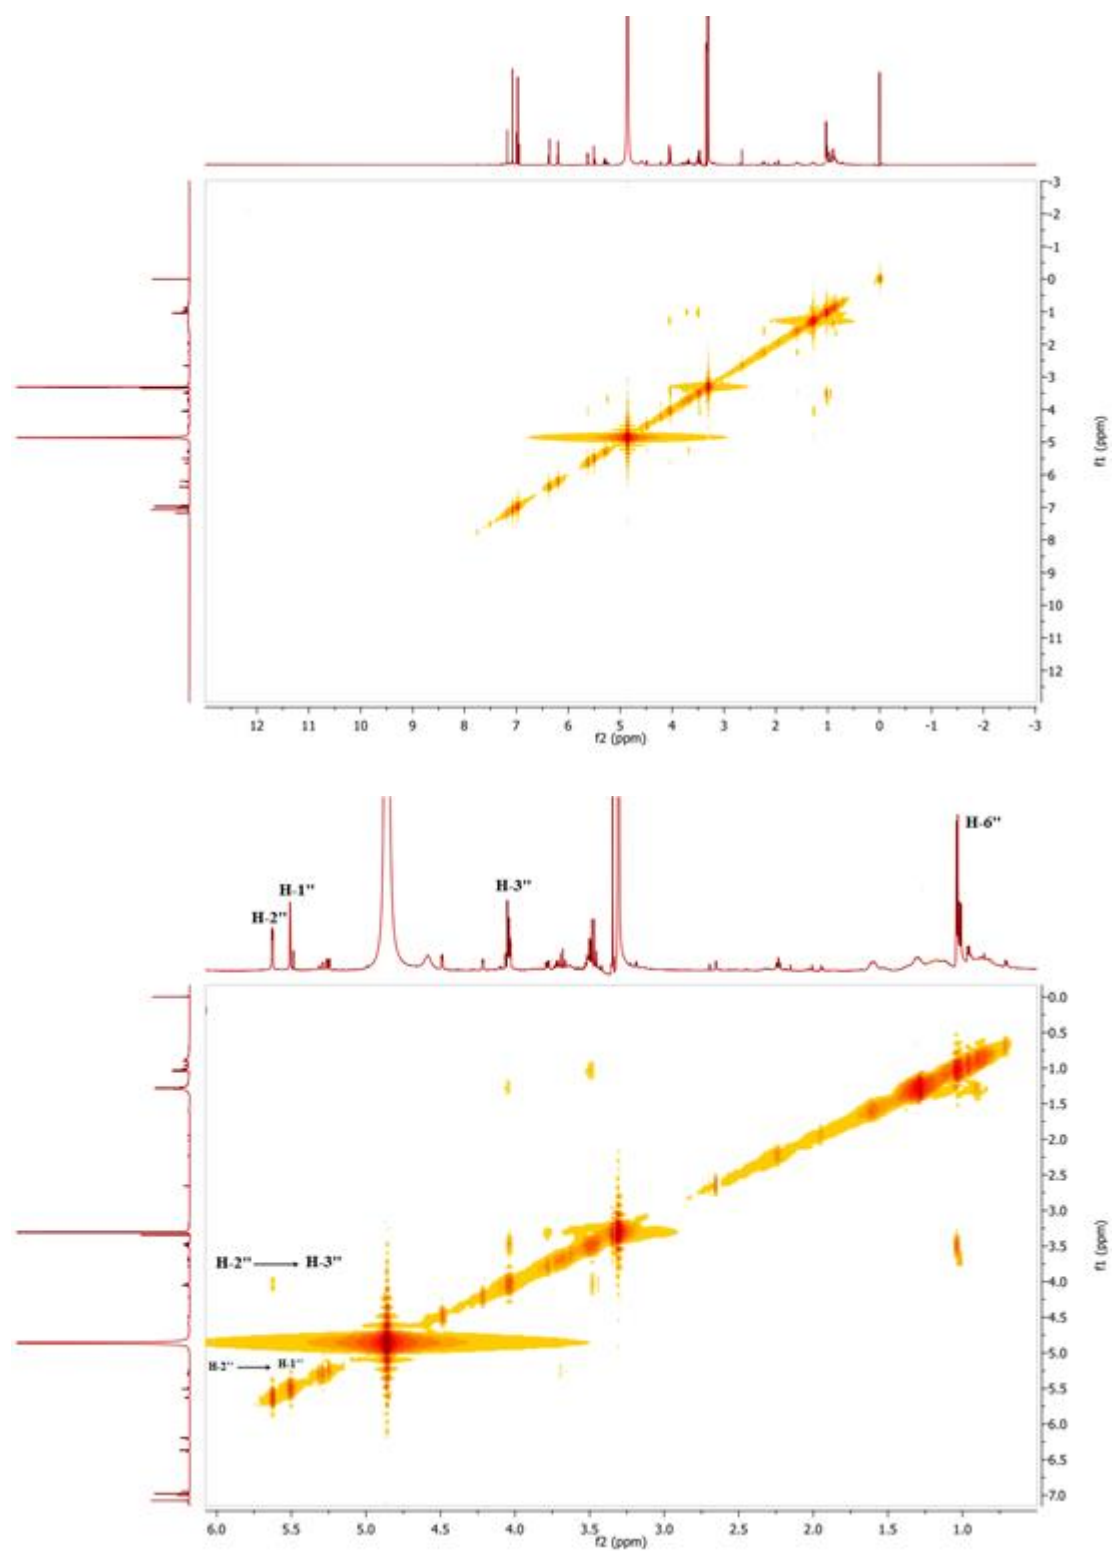 -3
-2
-1
0
1
2
3
4
5
6
7
8
9
10
11
12
f1 (ppm)
12 11 10 9 8 7 6 5 4 3 2 1 0 -1 -2 -3
f2 (ppm)
H-6"
H-1"
H-3"
H-2"
0.0
0.5
1.0
1.5
2.0
2.5
3.0
3.5
4.0
4.5
5.0
5.5
6.0
6.5
7.0
f1 (ppm)
H-2" → H-3"
H-2" → H-1"
6.0 5.5 5.0 4.5 4.0 3.5 3.0 2.5 2.0 1.5 1.0
f2 (ppm)